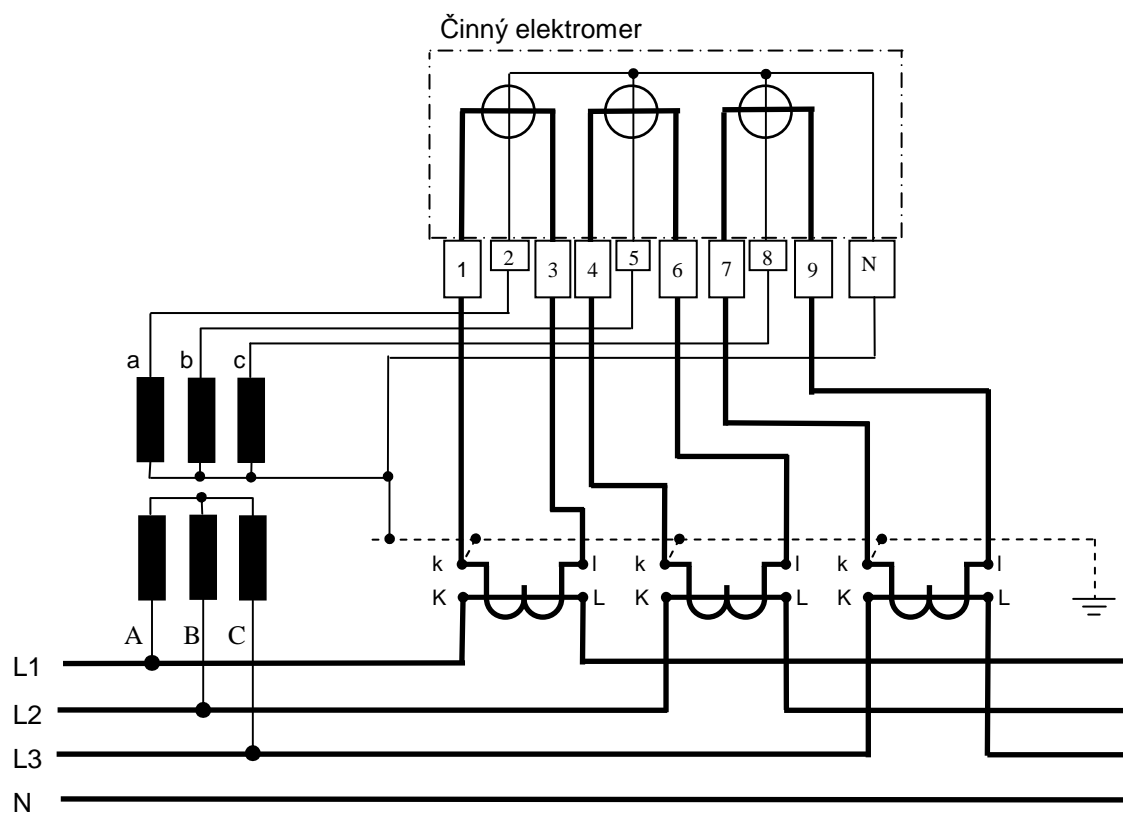 Činný elektromer
1 2 3 4 5 6 7 8 9 N
a b c
k l k l k l
K L K L K L
A B C
L1
L2
L3
N